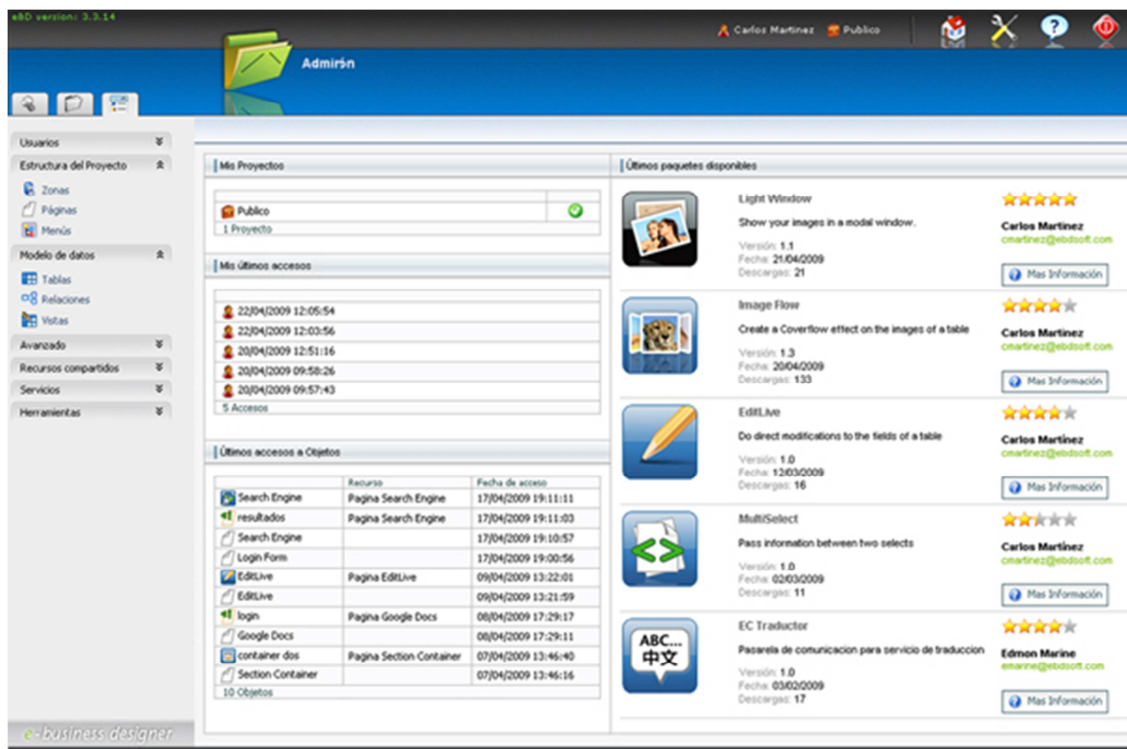 eBD version: 3.3.14
Carlos Martinez Publico
Admirón
Usuarios
Estructura del Proyecto
Zonas
Páginas
Menús
Modelo de datos
Tablas
Relaciones
Vistas
Avanzado
Recursos compartidos
Servicios
Herramientas
e-business designer
Mis Proyectos
Publico
1 Proyecto
Mis últimos accesos
22/04/2009 12:05:54
22/04/2009 12:03:56
20/04/2009 12:51:16
20/04/2009 09:58:26
20/04/2009 09:57:43
5 Accesos
Últimos accesos a Objetos
Recurso Fecha de acceso
Search Engine Pagina Search Engine 17/04/2009 19:11:11
resultados Pagina Search Engine 17/04/2009 19:11:03
Search Engine 17/04/2009 19:10:57
Login Form 17/04/2009 19:00:56
EditLive Pagina EditLive 09/04/2009 13:22:01
EditLive 09/04/2009 13:21:59
login Pagina Google Docs 08/04/2009 17:29:17
Google Docs 08/04/2009 17:29:11
container dos Pagina Section Container 07/04/2009 13:46:40
Section Container 07/04/2009 13:46:16
10 Objetos
Últimos paquetes disponibles
Light Window
Show your images in a modal window.
Versión: 1.1
Fecha: 21/04/2009
Descargas: 21
Carlos Martinez
cmartinez@ebdsoft.com
Mas Información
Image Flow
Create a Coverflow effect on the images of a table
Versión: 1.3
Fecha: 20/04/2009
Descargas: 133
Carlos Martinez
cmartinez@ebdsoft.com
Mas Información
EditLive
Do direct modifications to the fields of a table
Versión: 1.0
Fecha: 12/03/2009
Descargas: 16
Carlos Martínez
cmartinez@ebdsoft.com
Mas Información
MultiSelect
Pass information between two selects
Versión: 1.0
Fecha: 02/03/2009
Descargas: 11
Carlos Martínez
cmartinez@ebdsoft.com
Mas Información
ABC...
中文
EC Traductor
Pasarela de comunicacion para servicio de traduccion
Versión: 1.0
Fecha: 03/02/2009
Descargas: 17
Edmon Marine
emarine@ebdsoft.com
Mas Información